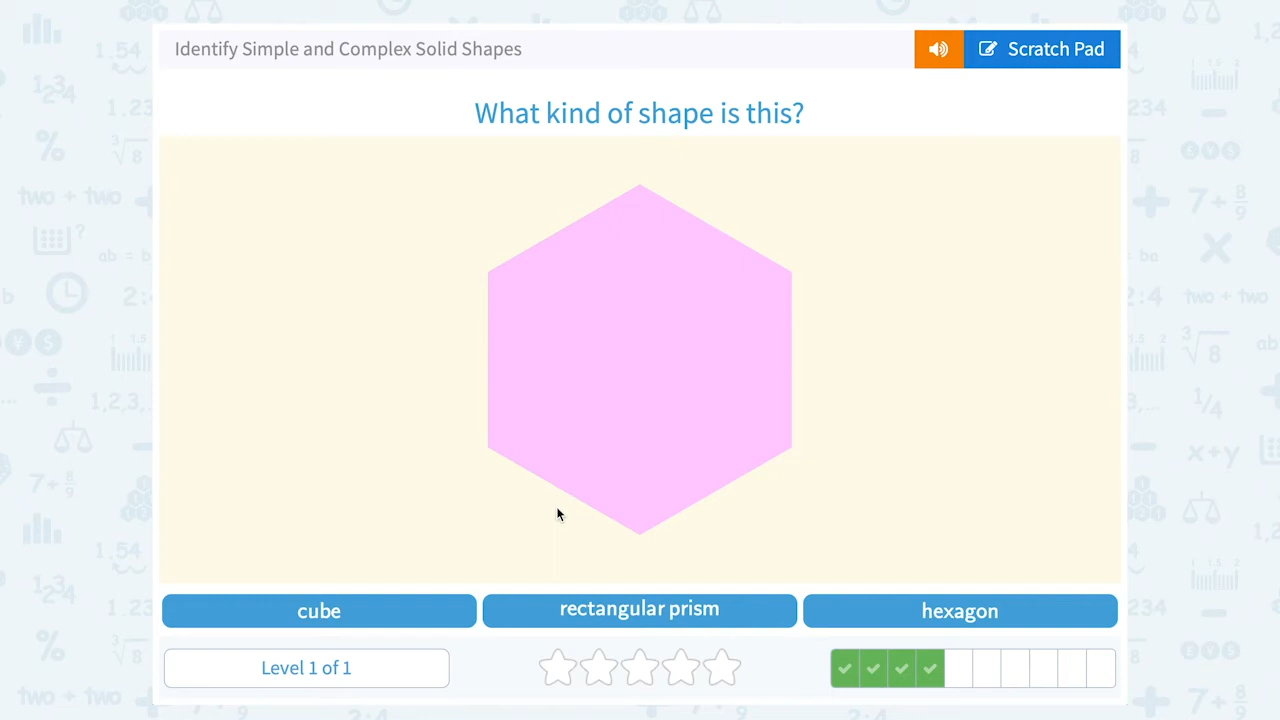 Identify Simple and Complex Solid Shapes
Scratch Pad
What kind of shape is this?
cube
rectangular prism
hexagon
Level 1 of 1